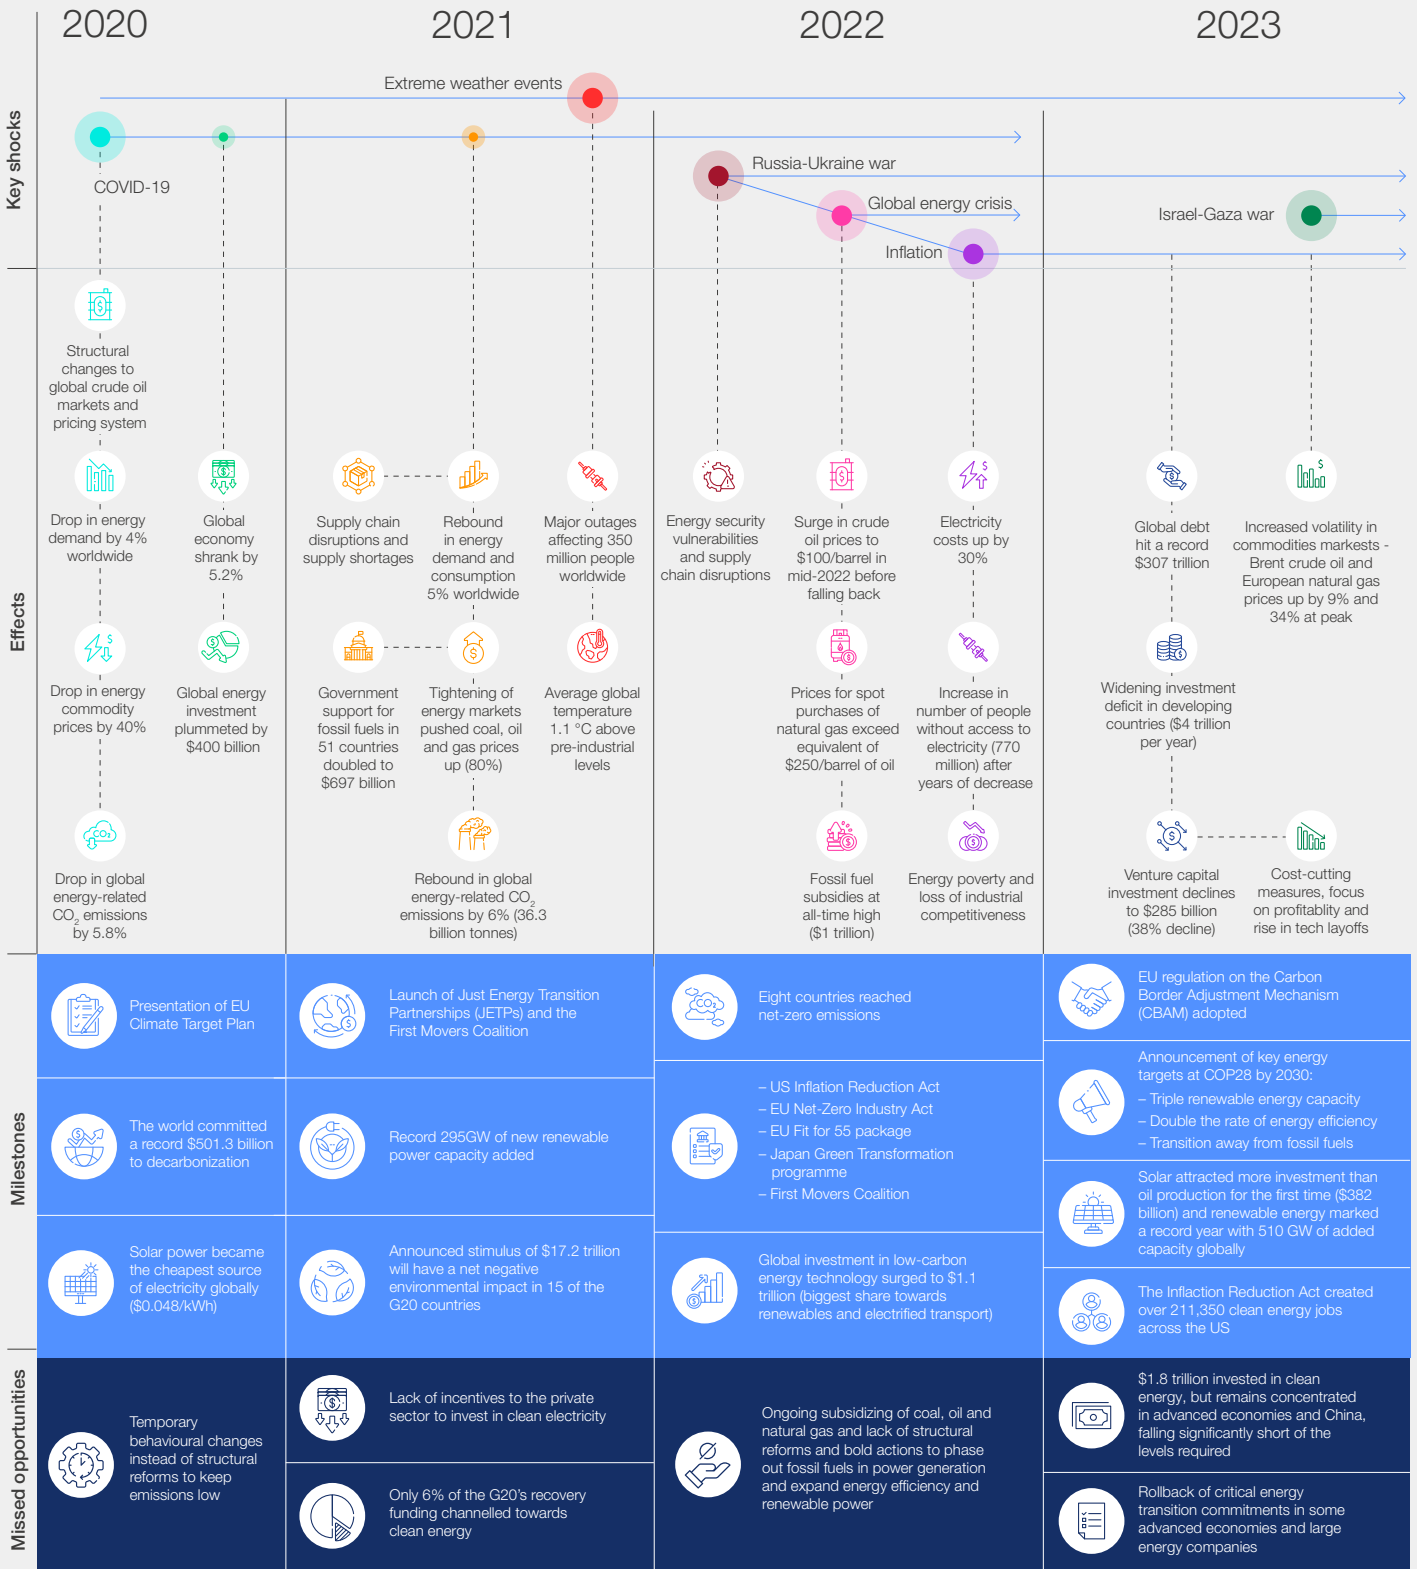 2020
2021
2022
2023
Key shocks
Extreme weather events
COVID-19
Russia-Ukraine war
Global energy crisis
Inflation
Israel-Gaza war
Effects
Structural
changes to
global crude oil
markets and
pricing system
Drop in energy
demand by 4%
worldwide
Drop in energy
commodity
prices by 40%
Drop in global
energy-related
CO2 emissions
by 5.8%
Global
economy
shrank by
5.2%
Global energy
investment
plummeted by
$400 billion
Supply chain
disruptions and
supply shortages
Government
support for
fossil fuels in
51 countries
doubled to
$697 billion
Rebound
in energy
demand and
consumption
5% worldwide
Tightening of
energy markets
pushed coal, oil
and gas prices
up (80%)
Rebound in global
energy-related CO2
emissions by 6% (36.3
billion tonnes)
Major outages
affecting 350
million people
worldwide
Average global
temperature
1.1 °C above
pre-industrial
levels
Energy security
vulnerabilities
and supply
chain disruptions
Surge in crude
oil prices to
$100/barrel in
mid-2022 before
falling back
Prices for spot
purchases of
natural gas exceed
equivalent of
$250/barrel of oil
Fossil fuel
subsidies at
all-time high
($1 trillion)
Electricity
costs up by
30%
Increase in
number of people
without access to
electricity (770
million) after
years of decrease
Energy poverty and
loss of industrial
competitiveness
Global debt
hit a record
$307 trillion
Widening investment
deficit in developing
countries ($4 trillion
per year)
Venture capital
investment declines
to $285 billion
(38% decline)
Increased volatility in
commodities markests -
Brent crude oil and
European natural gas
prices up by 9% and
34% at peak
Cost-cutting
measures, focus
on profitablity and
rise in tech layoffs
Milestones
Presentation of EU
Climate Target Plan
The world committed
a record $501.3 billion
to decarbonization
Solar power became
the cheapest source
of electricity globally
($0.048/kWh)
Launch of Just Energy Transition
Partnerships (JETPs) and the
First Movers Coalition
Record 295GW of new renewable
power capacity added
Announced stimulus of $17.2 trillion
will have a net negative
environmental impact in 15 of the
G20 countries
Eight countries reached
net-zero emissions
– US Inflation Reduction Act
– EU Net-Zero Industry Act
– EU Fit for 55 package
– Japan Green Transformation
programme
– First Movers Coalition
Global investment in low-carbon
energy technology surged to $1.1
trillion (biggest share towards
renewables and electrified transport)
EU regulation on the Carbon
Border Adjustment Mechanism
(CBAM) adopted
Announcement of key energy
targets at COP28 by 2030:
– Triple renewable energy capacity
– Double the rate of energy efficiency
– Transition away from fossil fuels
Solar attracted more investment than
oil production for the first time ($382
billion) and renewable energy marked
a record year with 510 GW of added
capacity globally
The Inflaction Reduction Act created
over 211,350 clean energy jobs
across the US
Missed opportunities
Temporary
behavioural changes
instead of structural
reforms to keep
emissions low
Lack of incentives to the private
sector to invest in clean electricity
Only 6% of the G20's recovery
funding channelled towards
clean energy
Ongoing subsidizing of coal, oil and
natural gas and lack of structural
reforms and bold actions to phase
out fossil fuels in power generation
and expand energy efficiency and
renewable power
$1.8 trillion invested in clean
energy, but remains concentrated
in advanced economies and China,
falling significantly short of the
levels required
Rollback of critical energy
transition commitments in some
advanced economies and large
energy companies